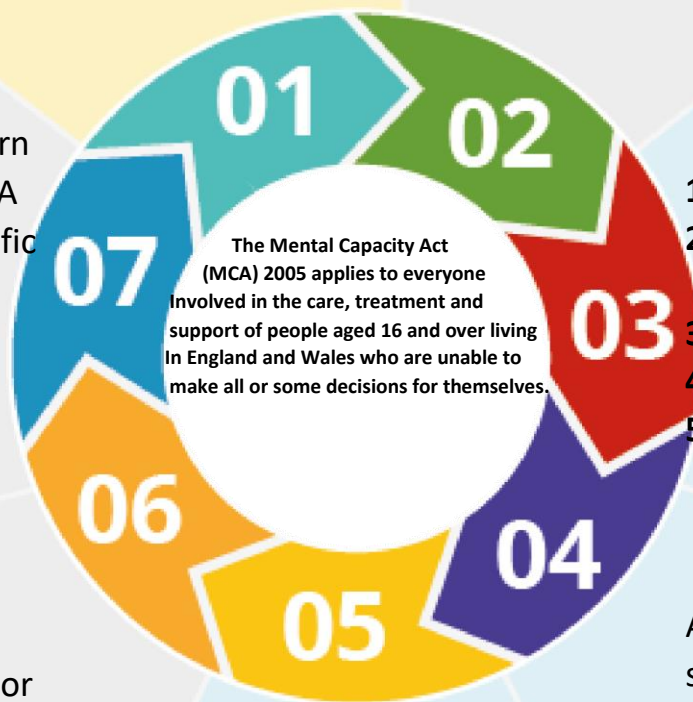 01
02
03
04
05
06
07
The Mental Capacity Act
(MCA) 2005 applies to everyone
Involved in the care, treatment and
support of people aged 16 and over living
In England and Wales who are unable to
make all or some decisions for themselves.
or